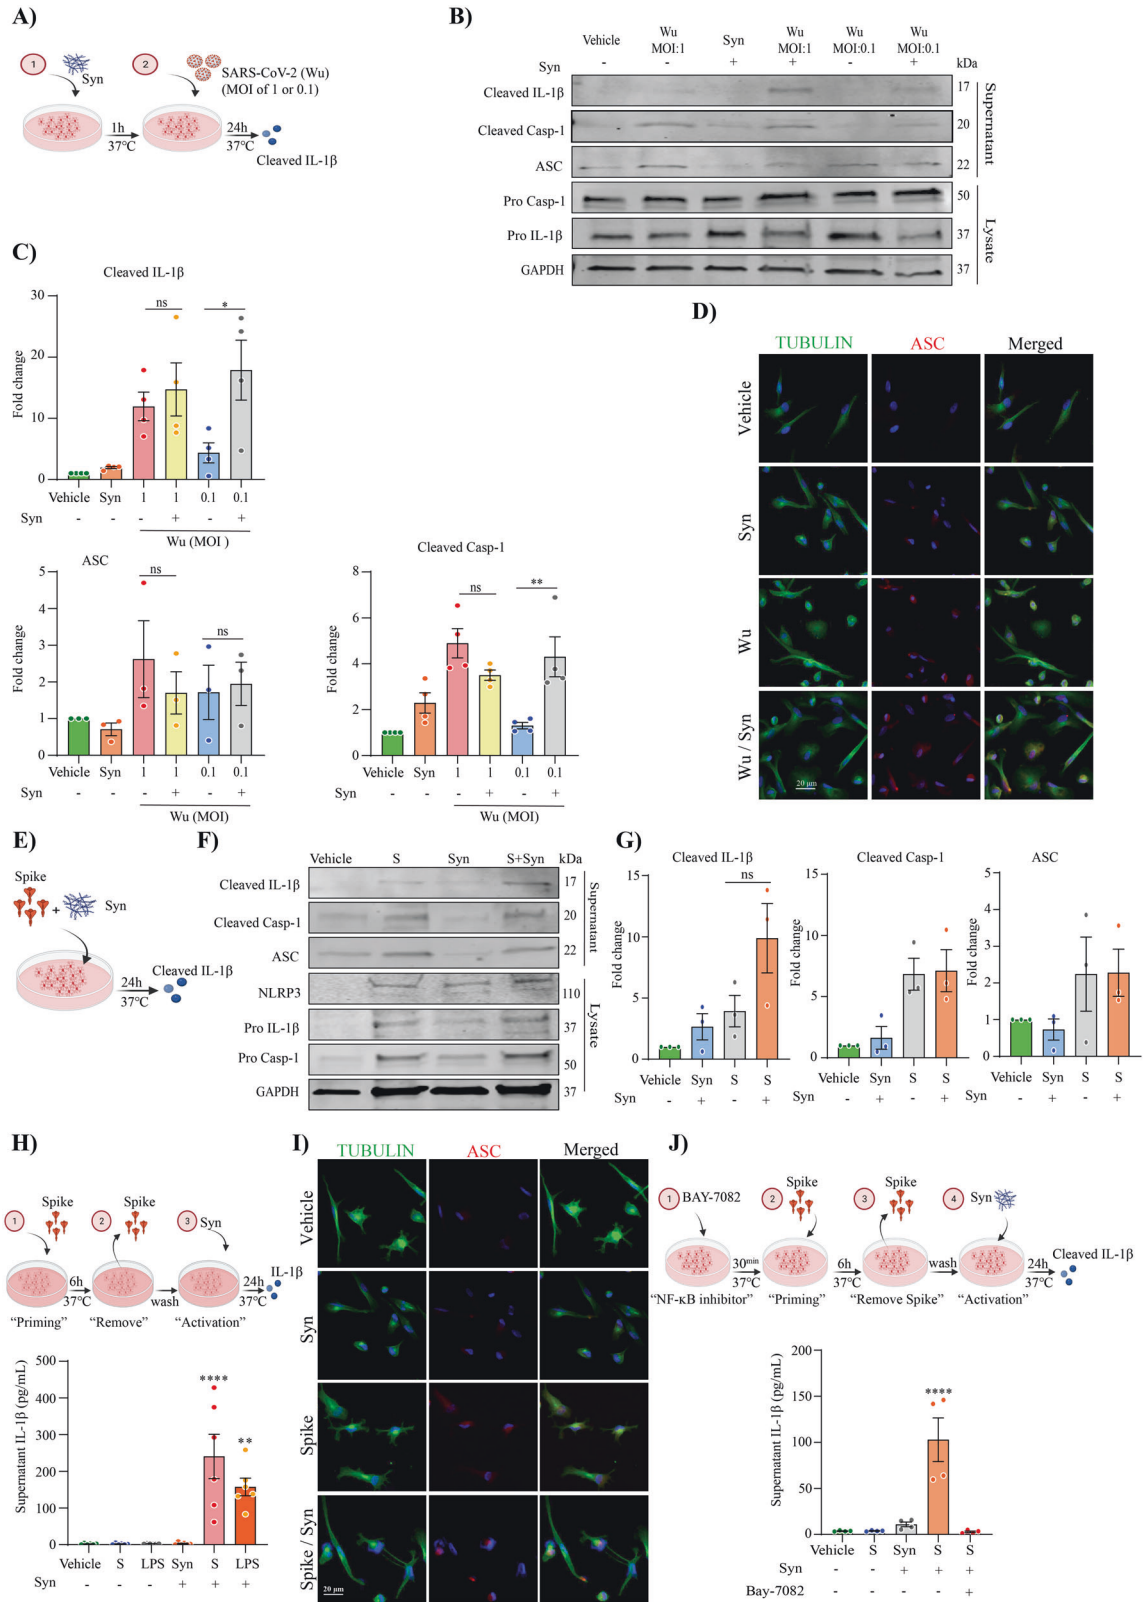 A)
1
Syn
2
SARS-CoV-2 (Wu)
(MOI of 1 or 0.1)
1h
37°C
24h
37°C
Cleaved IL-1β
B)
Vehicle
Wu
MOI:1
Syn
Wu
MOI:1
Wu
MOI:0.1
Wu
MOI:0.1
Syn - - + + - + kDa
Cleaved IL-1β 17
Cleaved Casp-1 20
ASC 22
Pro Casp-1 50
Pro IL-1β 37
GAPDH 37
Supernatant
Lysate
C)
Cleaved IL-1β
Fold change
30
20
10
0
ns
*
Vehicle Syn 1 1 0.1 0.1
Syn - - - + - +
Wu (MOI )
ASC
Fold change
5
4
3
2
1
0
ns
ns
Vehicle Syn 1 1 0.1 0.1
Syn - - - + - +
Wu (MOI)
Cleaved Casp-1
Fold change
8
6
4
2
0
ns
**
Vehicle Syn 1 1 0.1 0.1
Syn - - - + - +
Wu (MOI)
D)
TUBULIN ASC Merged
Vehicle
Syn
Wu
Wu / Syn
20 μm
E)
Spike
+
Syn
24h
37°C
Cleaved IL-1β
F)
Vehicle S Syn S+Syn kDa
Cleaved IL-1β 17
Cleaved Casp-1 20
ASC 22
NLRP3 110
Pro IL-1β 37
Pro Casp-1 50
GAPDH 37
Supernatant
Lysate
G)
Cleaved IL-1β
Fold change
15
10
5
0
ns
Vehicle Syn S S
Syn - + - +
Cleaved Casp-1
Fold change
15
10
5
0
Vehicle Syn S S
Syn - + - +
ASC
Fold change
5
4
3
2
1
0
Vehicle Syn S S
Syn - + - +
H)
1
Spike
2
Spike
3
Syn
6h
37°C
wash
24h
37°C
IL-1β
“Priming” “Remove” “Activation”
Supernatant IL-1β (pg/mL)
500
400
300
200
100
0
****
**
Vehicle S LPS Syn S LPS
Syn - - - + + +
I)
TUBULIN ASC Merged
Vehicle
Syn
Spike
Spike / Syn
20 μm
J)
1
BAY-7082
2
Spike
3
Spike
4
Syn
30min
37°C
6h
37°C
wash
24h
37°C
Cleaved IL-1β
“NF-κB inhibitor” “Priming” “Remove Spike” “Activation”
Supernatant IL-1β (pg/mL)
200
150
100
50
0
****
Vehicle S Syn S S
Syn - - + + +
Bay-7082 - - - - +